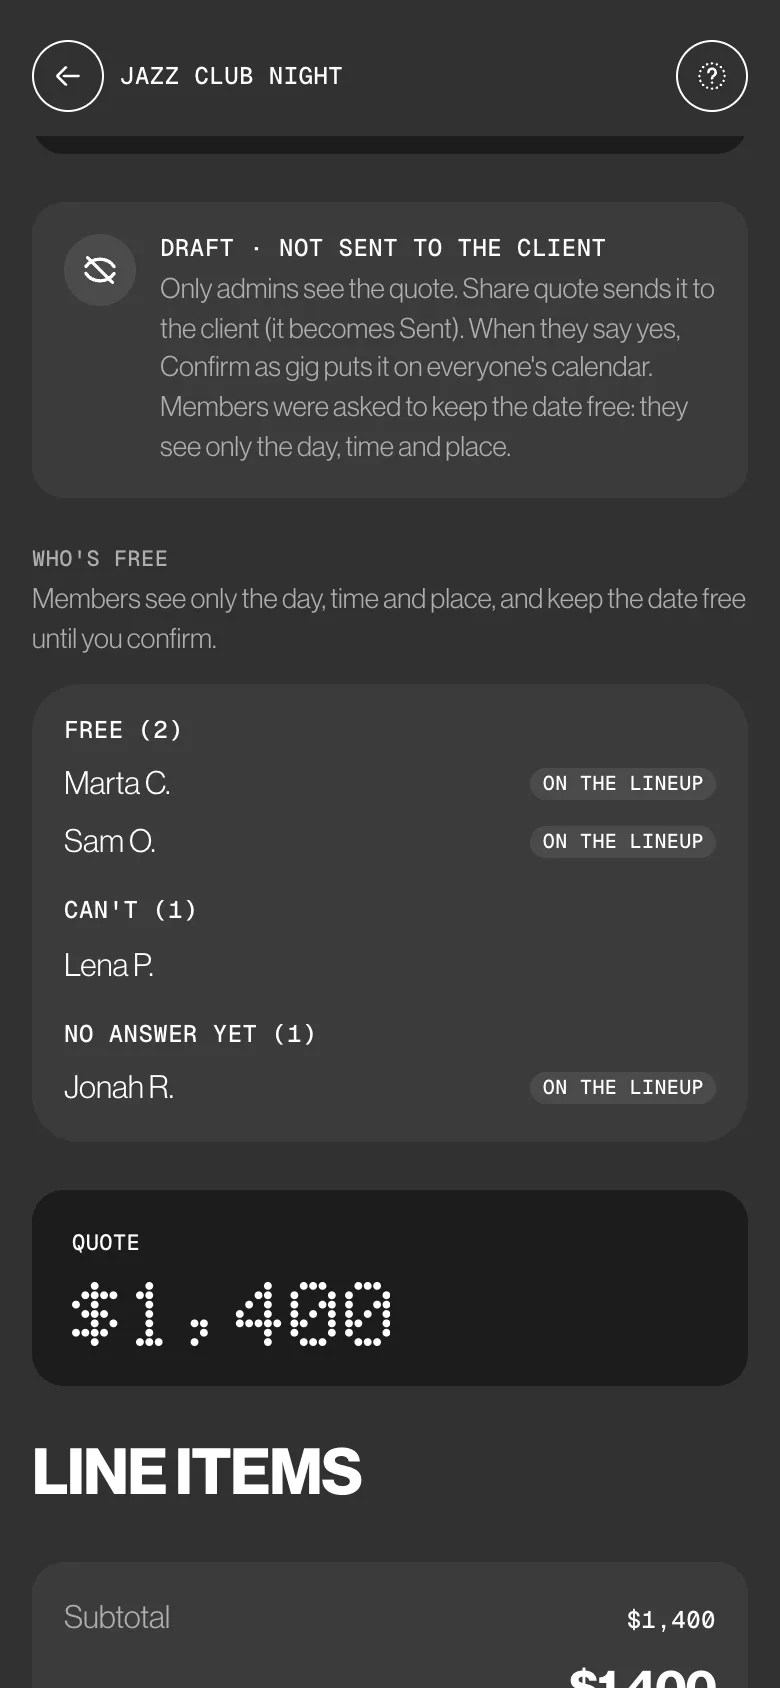 JAZZ CLUB NIGHT
DRAFT · NOT SENT TO THE CLIENT
Only admins see the quote. Share quote sends it to
the client (it becomes Sent). When they say yes,
Confirm as gig puts it on everyone's calendar.
Members were asked to keep the date free: they
see only the day, time and place.
WHO'S FREE
Members see only the day, time and place, and keep the date free
until you confirm.
FREE (2)
Marta C.
ON THE LINEUP
Sam O.
ON THE LINEUP
CAN'T (1)
Lena P.
NO ANSWER YET (1)
Jonah R.
ON THE LINEUP
QUOTE
$1,400
LINE ITEMS
Subtotal
$1,400
$1,400